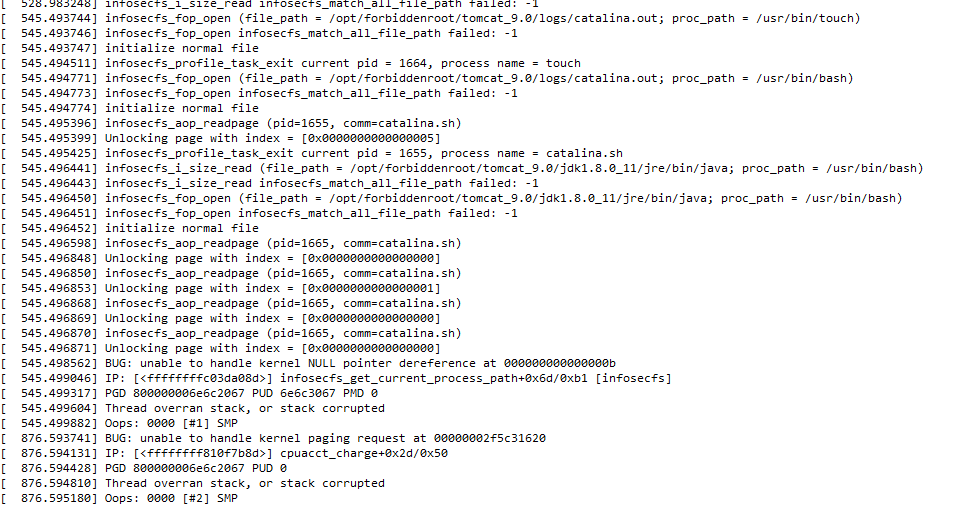 [  528.983248] infosecfs_i_size_read infosecfs_match_all_file_path failed: -1
[  545.493744] infosecfs_fop_open (file_path = /opt/forbiddenroot/tomcat_9.0/logs/catalina.out; proc_path = /usr/bin/touch)
[  545.493746] infosecfs_fop_open infosecfs_match_all_file_path failed: -1
[  545.493747] initialize normal file
[  545.494511] infosecfs_profile_task_exit current pid = 1664, process name = touch
[  545.494771] infosecfs_fop_open (file_path = /opt/forbiddenroot/tomcat_9.0/logs/catalina.out; proc_path = /usr/bin/bash)
[  545.494773] infosecfs_fop_open infosecfs_match_all_file_path failed: -1
[  545.494774] initialize normal file
[  545.495396] infosecfs_aop_readpage (pid=1655, comm=catalina.sh)
[  545.495399] Unlocking page with index = [0x0000000000000005]
[  545.495425] infosecfs_profile_task_exit current pid = 1655, process name = catalina.sh
[  545.496441] infosecfs_i_size_read (file_path = /opt/forbiddenroot/tomcat_9.0/jdk1.8.0_11/jre/bin/java; proc_path = /usr/bin/bash)
[  545.496443] infosecfs_i_size_read infosecfs_match_all_file_path failed: -1
[  545.496450] infosecfs_fop_open (file_path = /opt/forbiddenroot/tomcat_9.0/jdk1.8.0_11/jre/bin/java; proc_path = /usr/bin/bash)
[  545.496451] infosecfs_fop_open infosecfs_match_all_file_path failed: -1
[  545.496452] initialize normal file
[  545.496598] infosecfs_aop_readpage (pid=1665, comm=catalina.sh)
[  545.496848] Unlocking page with index = [0x0000000000000000]
[  545.496850] infosecfs_aop_readpage (pid=1665, comm=catalina.sh)
[  545.496853] Unlocking page with index = [0x0000000000000001]
[  545.496868] infosecfs_aop_readpage (pid=1665, comm=catalina.sh)
[  545.496869] Unlocking page with index = [0x0000000000000000]
[  545.496870] infosecfs_aop_readpage (pid=1665, comm=catalina.sh)
[  545.496871] Unlocking page with index = [0x0000000000000000]
[  545.498562] BUG: unable to handle kernel NULL pointer dereference at 000000000000000b
[  545.499046] IP: [<ffffffffc03da08d>] infosecfs_get_current_process_path+0x6d/0xb1 [infosecfs]
[  545.499317] PGD 800000006e6c2067 PUD 6e6c3067 PMD 0
[  545.499604] Thread overran stack, or stack corrupted
[  545.499882] Oops: 0000 [#1] SMP
[  876.593741] BUG: unable to handle kernel paging request at 00000002f5c31620
[  876.594131] IP: [<ffffffff810f7b8d>] cpuacct_charge+0x2d/0x50
[  876.594428] PGD 800000006e6c2067 PUD 0
[  876.594810] Thread overran stack, or stack corrupted
[  876.595180] Oops: 0000 [#2] SMP